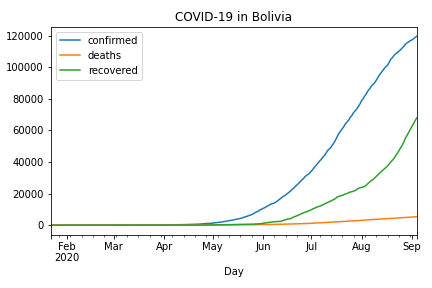 COVID-19 in Bolivia
confirmed
deaths
recovered
120000
100000
80000
60000
40000
20000
0
Feb Mar Apr May Jun Jul Aug Sep
2020
Day